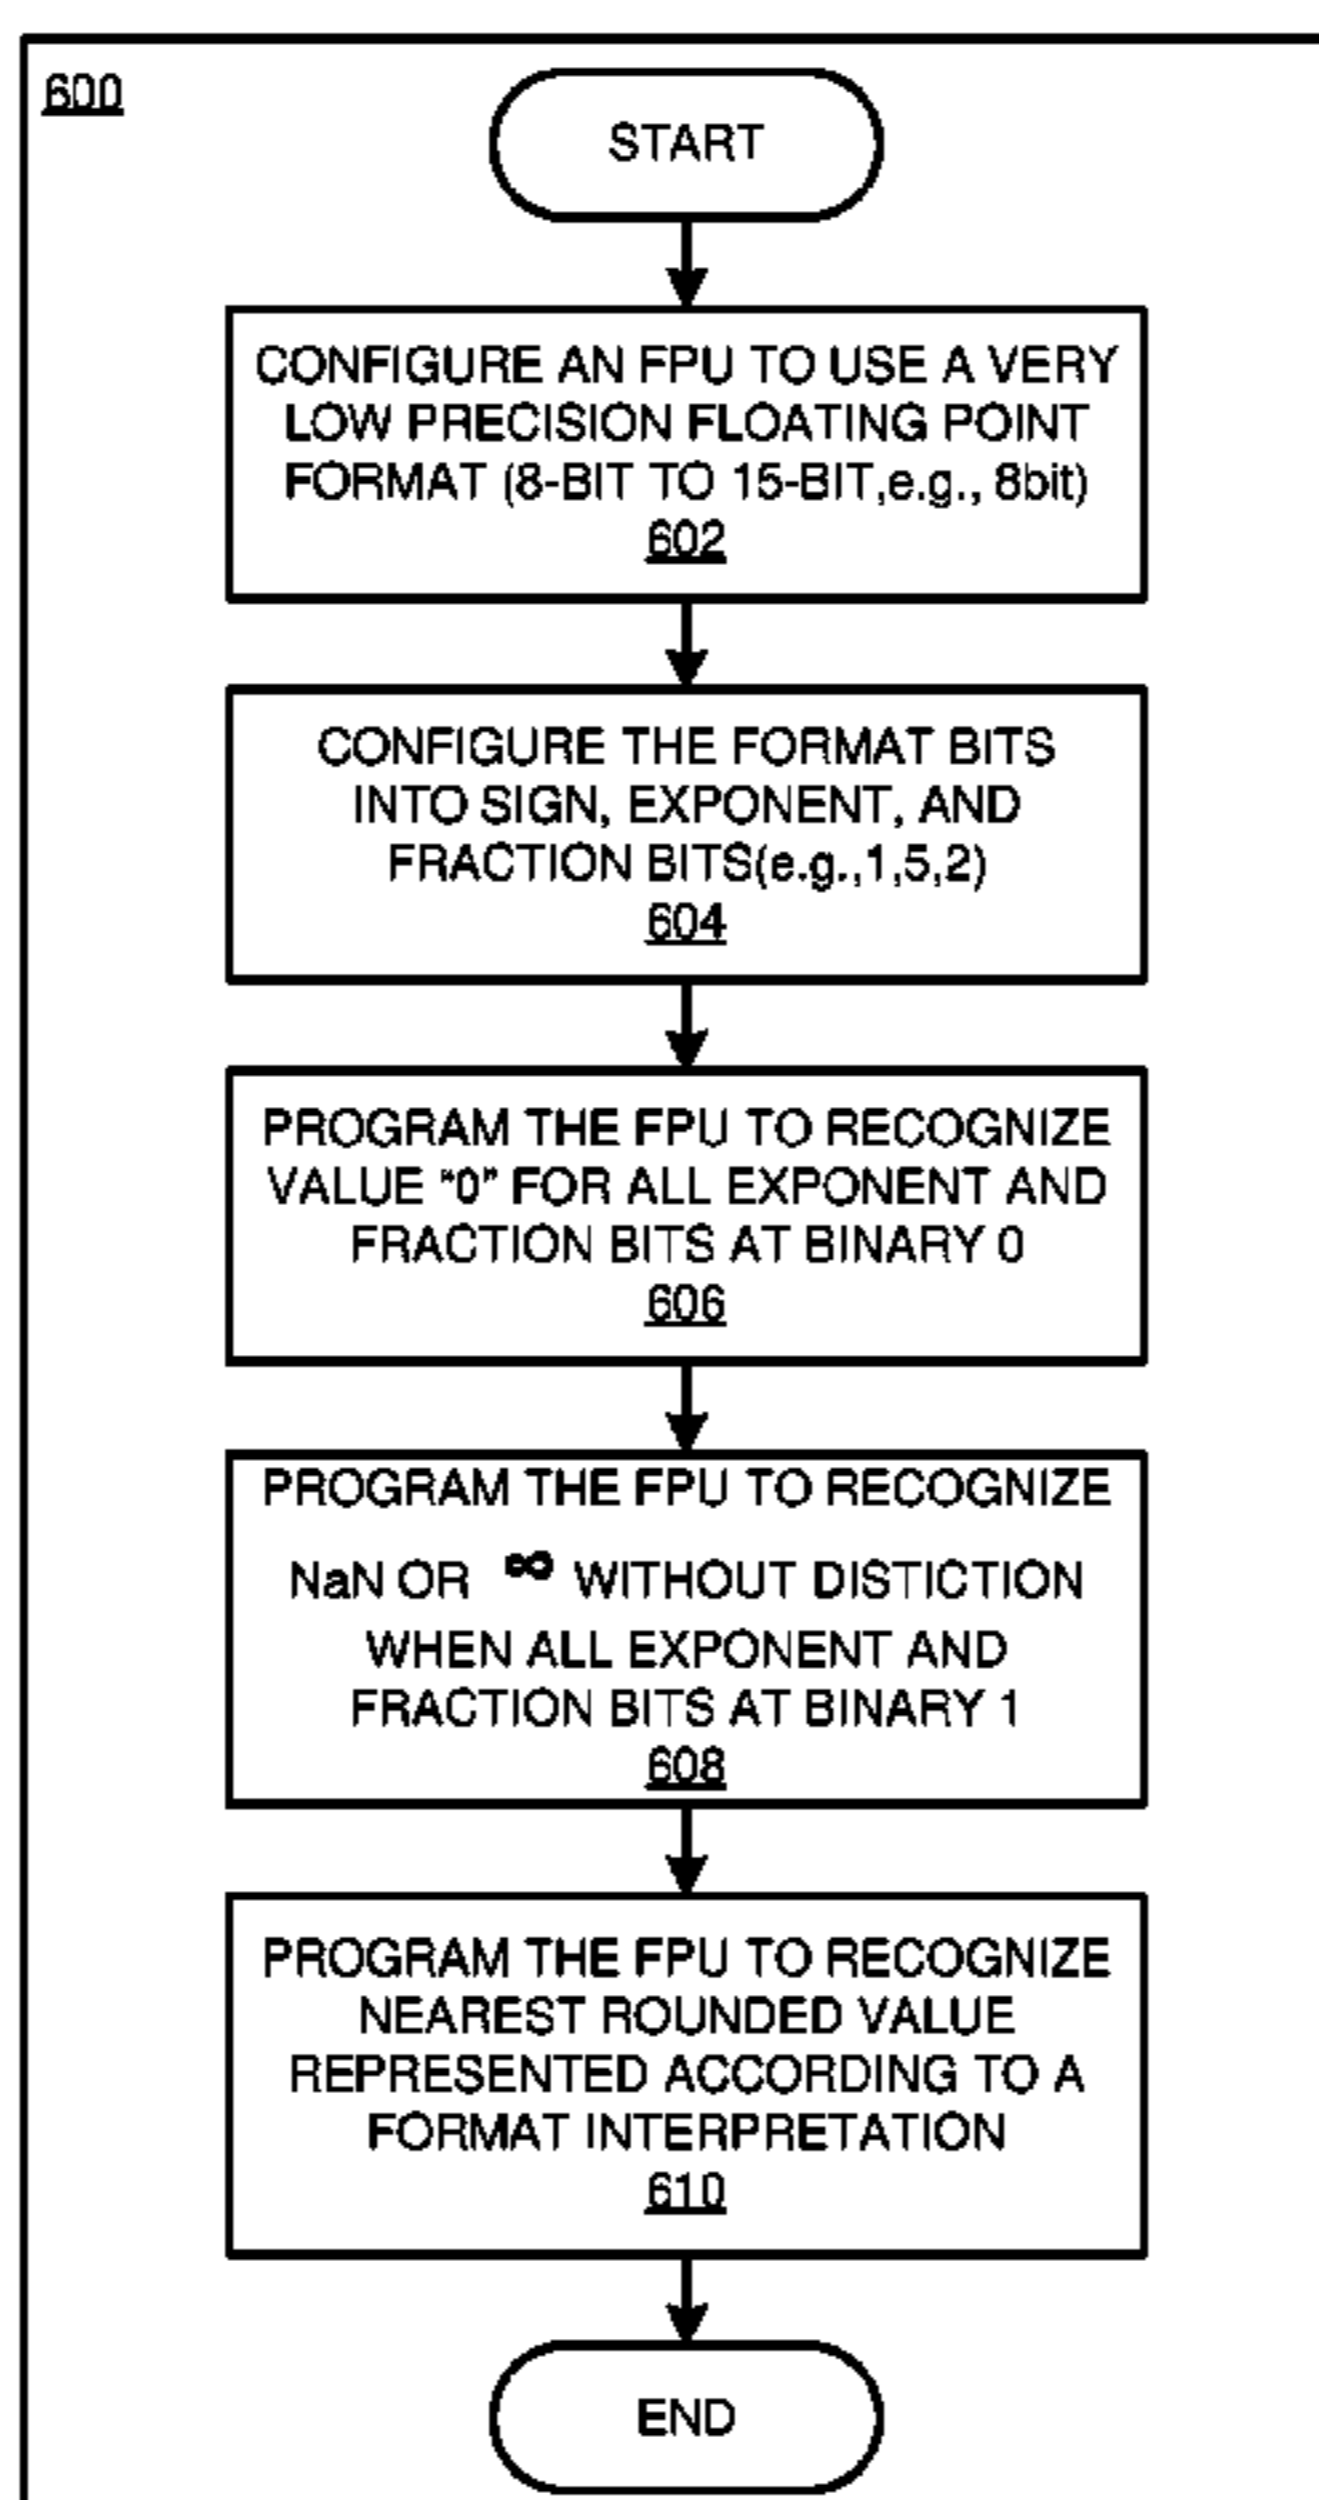 600
START
CONFIGURE AN FPU TO USE A VERY
LOW PRECISION FLOATING POINT
FORMAT (8-BIT TO 15-BIT,e.g., 8bit)
602
CONFIGURE THE FORMAT BITS
INTO SIGN, EXPONENT, AND
FRACTION BITS(e.g.,1,5,2)
604
PROGRAM THE FPU TO RECOGNIZE
VALUE "0" FOR ALL EXPONENT AND
FRACTION BITS AT BINARY 0
606
PROGRAM THE FPU TO RECOGNIZE
NaN OR ∞ WITHOUT DISTICTION
WHEN ALL EXPONENT AND
FRACTION BITS AT BINARY 1
608
PROGRAM THE FPU TO RECOGNIZE
NEAREST ROUNDED VALUE
REPRESENTED ACCORDING TO A
FORMAT INTERPRETATION
610
END